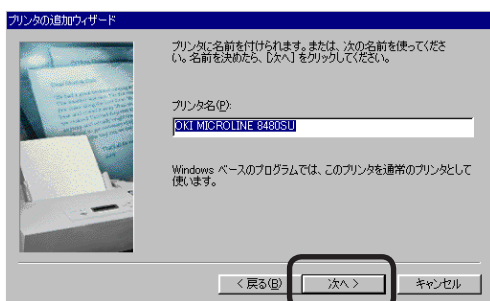 プリンタの追加ウィザード
プリンタに名前を付けられます。または、次の名前を使ってくださ
い。名前を決めたら、[次へ] をクリックしてください。
プリンタ名(P):
OKI MICROLINE 8480SU
Windows ベースのプログラムでは、このプリンタを通常のプリンタとして
使います。
< 戻る(B)
次へ >
キャンセル